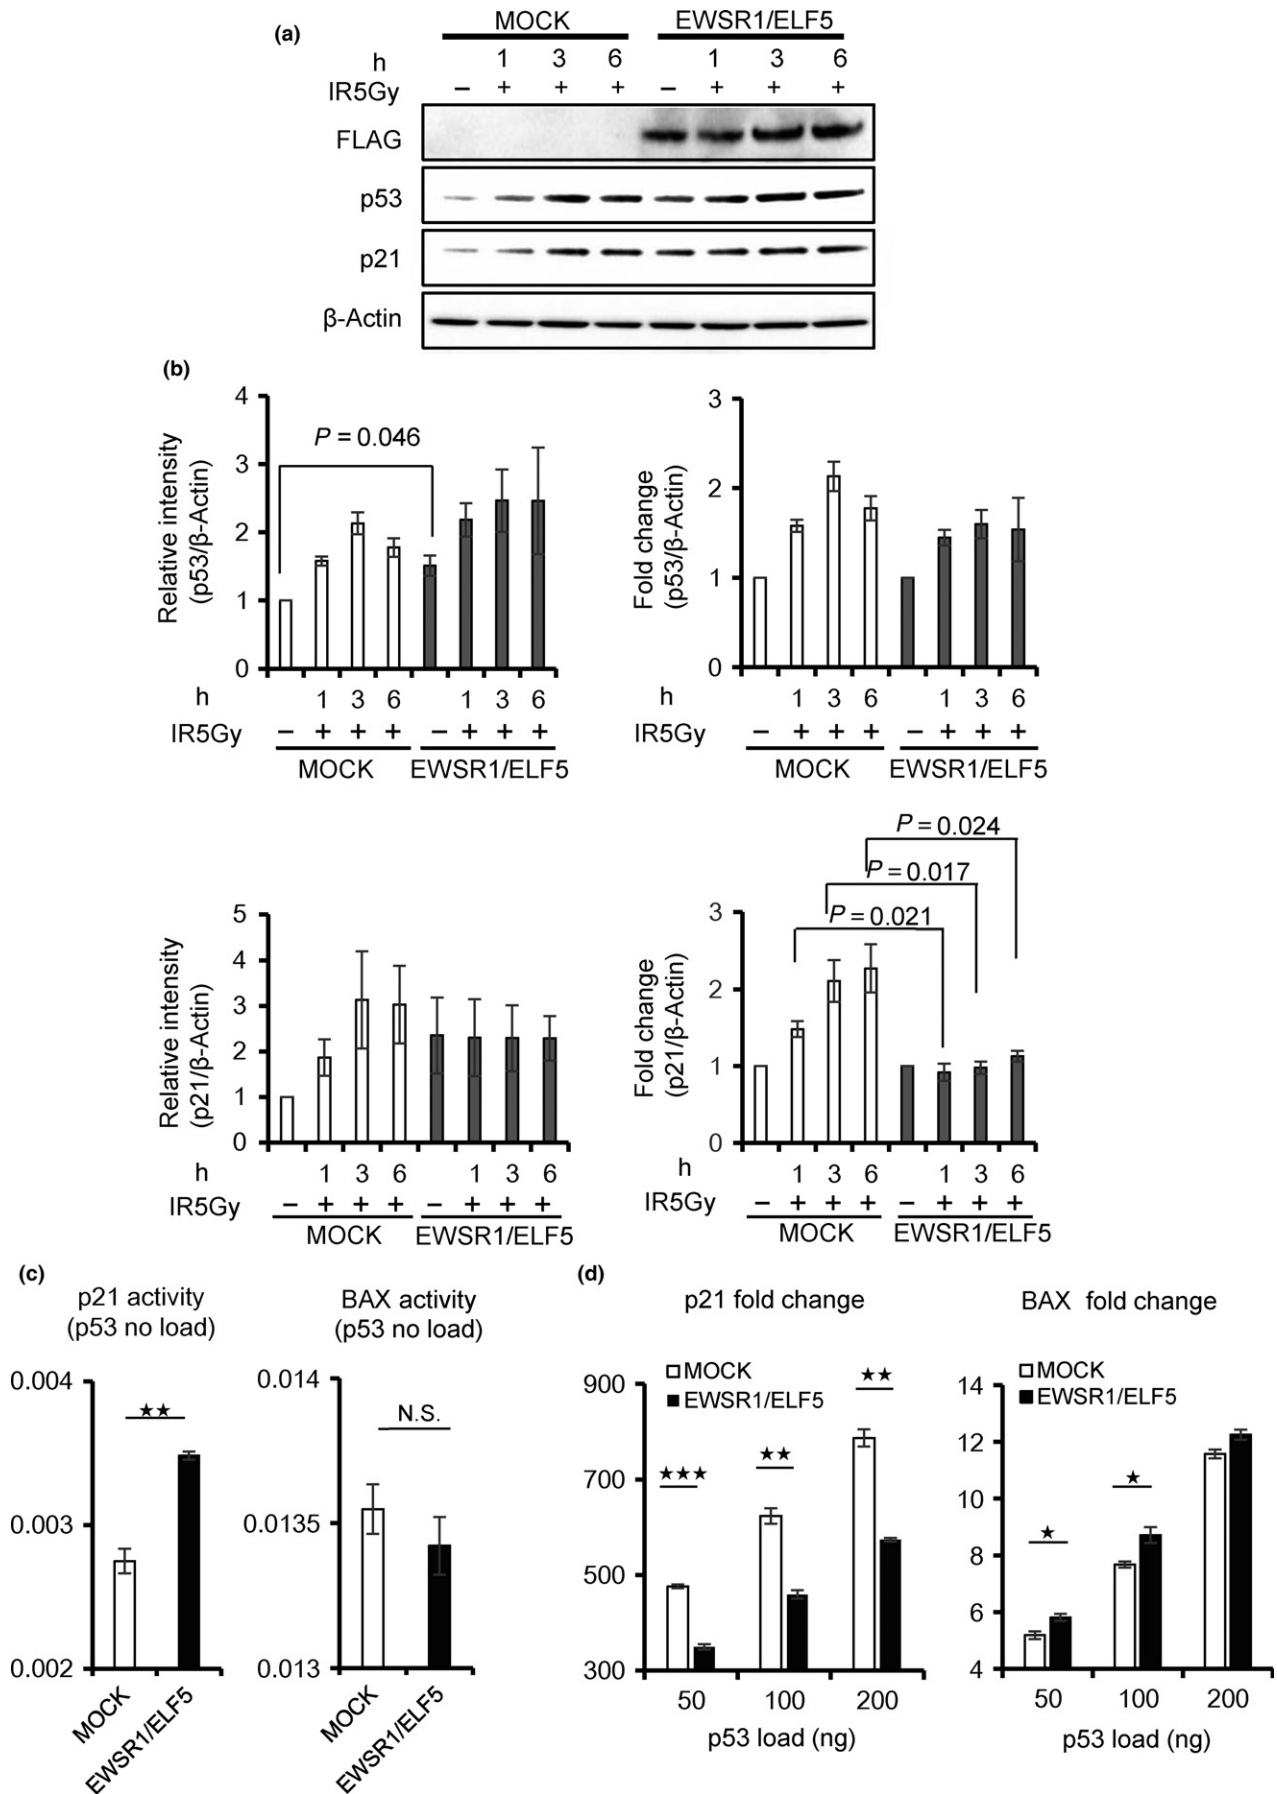 (a)
MOCK EWSR1/ELF5
h 1 3 6 1 3 6
IR5Gy − + + + − + + +
FLAG
p53
p21
β-Actin
(b)
Relative intensity
(p53/β-Actin)
4
3
2
1
0
P = 0.046
h 1 3 6 1 3 6
IR5Gy − + + + − + + +
MOCK EWSR1/ELF5
Fold change
(p53/β-Actin)
3
2
1
0
h 1 3 6 1 3 6
IR5Gy − + + + − + + +
MOCK EWSR1/ELF5
Relative intensity
(p21/β-Actin)
5
4
3
2
1
0
h 1 3 6 1 3 6
IR5Gy − + + + − + + +
MOCK EWSR1/ELF5
P = 0.024
P = 0.017
P = 0.021
Fold change
(p21/β-Actin)
3
2
1
0
h 1 3 6 1 3 6
IR5Gy − + + + − + + +
MOCK EWSR1/ELF5
(c)
p21 activity
(p53 no load)
0.004
0.003
0.002
★★
MOCK
EWSR1/ELF5
BAX activity
(p53 no load)
0.014
0.0135
0.013
N.S.
MOCK
EWSR1/ELF5
(d)
p21 fold change
MOCK
EWSR1/ELF5
900
700
500
300
★★★
★★
★★
50 100 200
p53 load (ng)
BAX fold change
MOCK
EWSR1/ELF5
14
12
10
8
6
4
★
★
50 100 200
p53 load (ng)